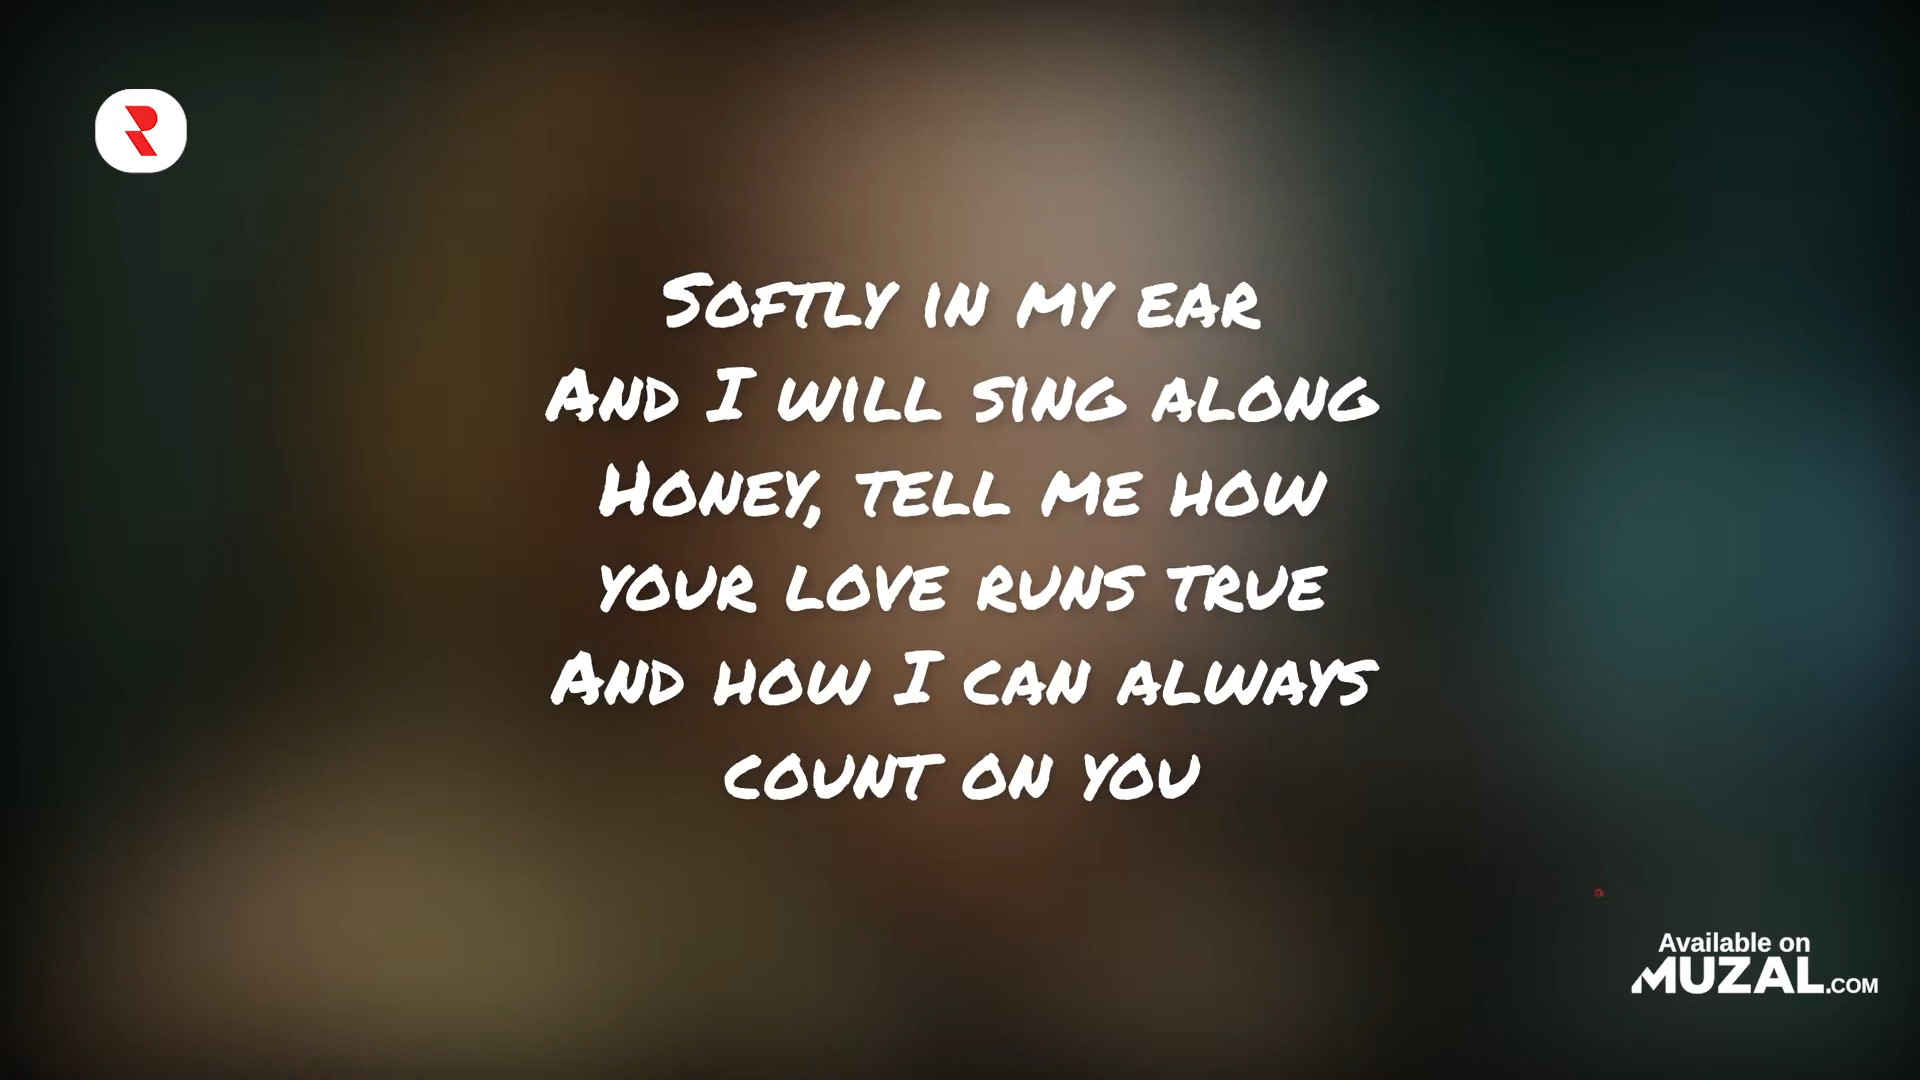 Softly in my ear
And I will sing along
Honey, tell me how
your love runs true
And how I can always
count on you
Available on
MUZAL.COM